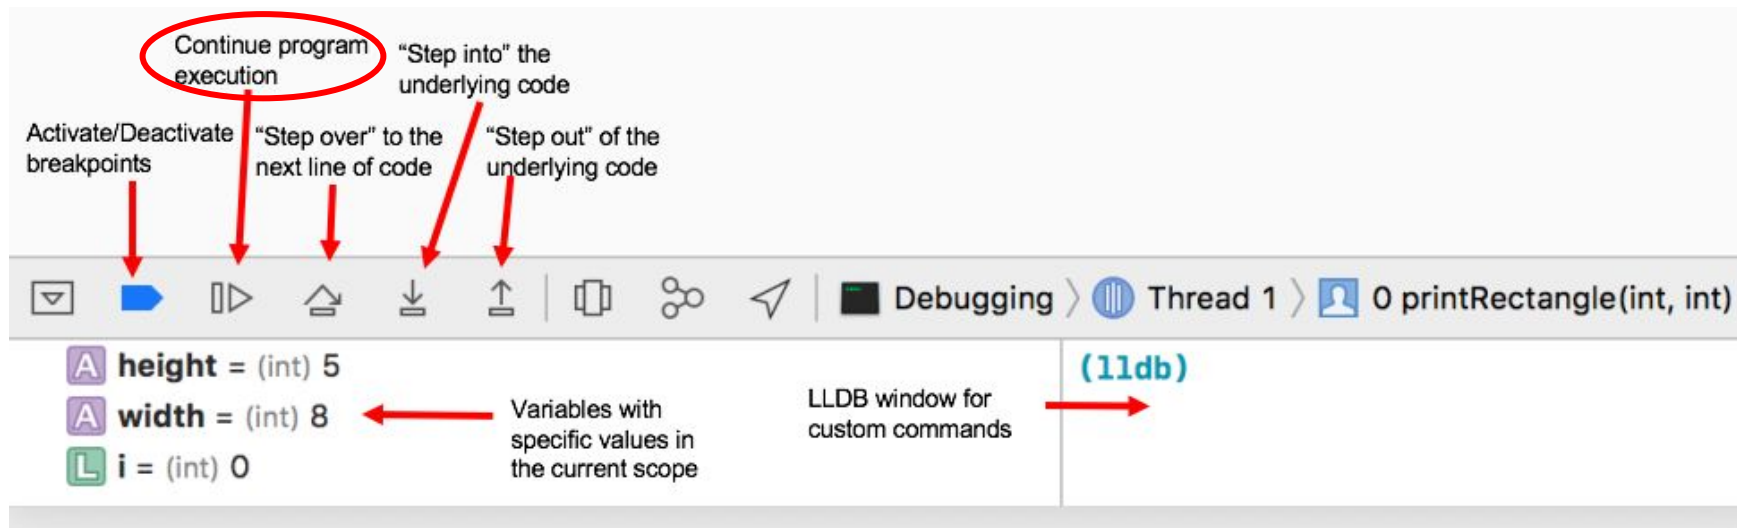 Continue program
execution
“Step into” the
underlying code
Activate/Deactivate
breakpoints
“Step over” to the
next line of code
“Step out” of the
underlying code
Debugging
Thread 1
0 printRectangle(int, int)
A height = (int) 5
A width = (int) 8
L i = (int) 0
Variables with
specific values in
the current scope
LLDB window for
custom commands
(lldb)